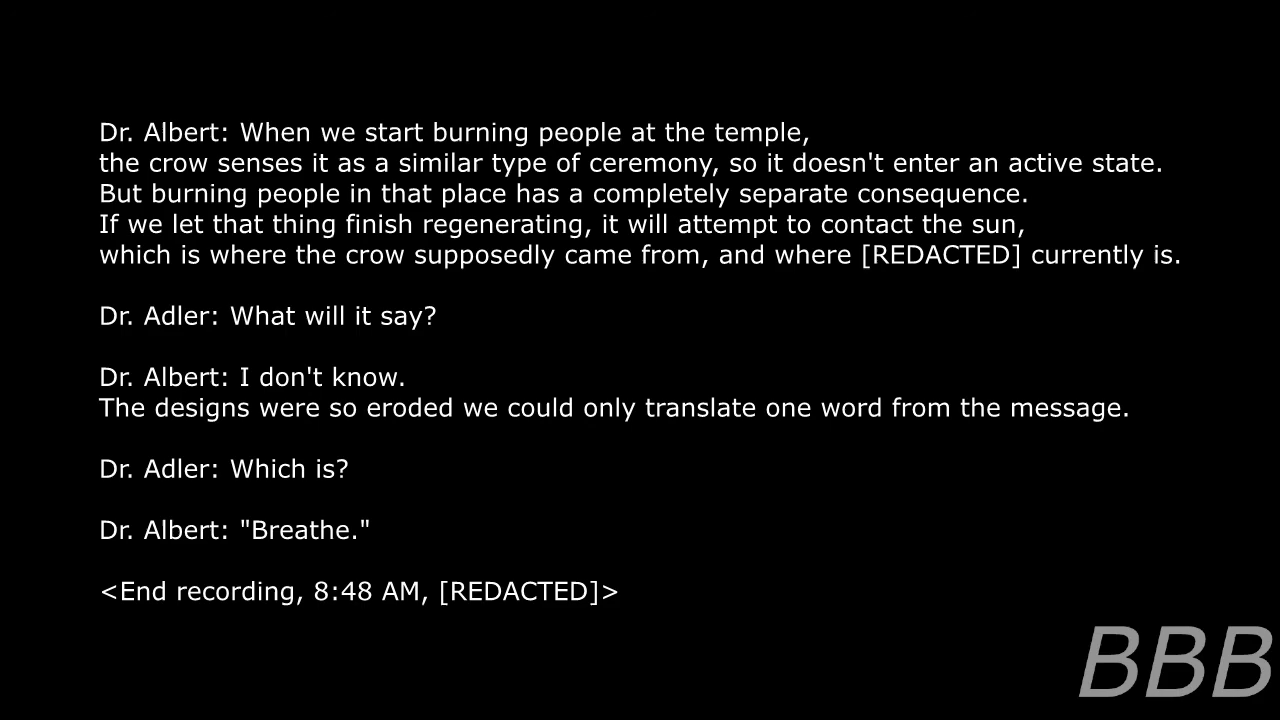 Dr. Albert: When we start burning people at the temple,
the crow senses it as a similar type of ceremony, so it doesn't enter an active state.
But burning people in that place has a completely separate consequence.
If we let that thing finish regenerating, it will attempt to contact the sun,
which is where the crow supposedly came from, and where [REDACTED] currently is.
Dr. Adler: What will it say?
Dr. Albert: I don't know.
The designs were so eroded we could only translate one word from the message.
Dr. Adler: Which is?
Dr. Albert: "Breathe."
<End recording, 8:48 AM, [REDACTED]>
BBB